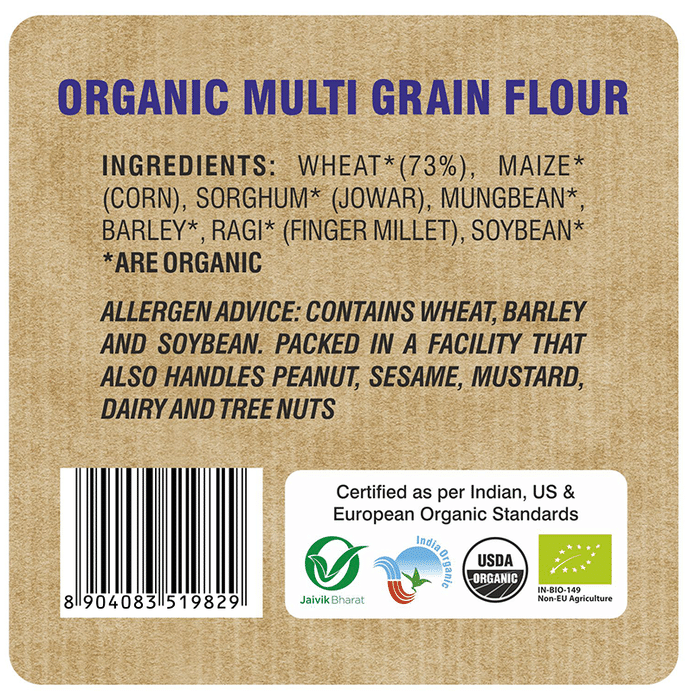 ORGANIC MULTI GRAIN FLOUR
INGREDIENTS: WHEAT*(73%), MAIZE*
(CORN), SORGHUM* (JOWAR), MUNGBEAN*,
BARLEY*, RAGI* (FINGER MILLET), SOYBEAN*
*ARE ORGANIC
ALLERGEN ADVICE: CONTAINS WHEAT, BARLEY
AND SOYBEAN. PACKED IN A FACILITY THAT
ALSO HANDLES PEANUT, SESAME, MUSTARD,
DAIRY AND TREE NUTS
8 904083 519829
Certified as per Indian, US &
European Organic Standards
Jaivik Bharat
India Organic
USDA
ORGANIC
IN-BIO-149
Non-EU Agriculture